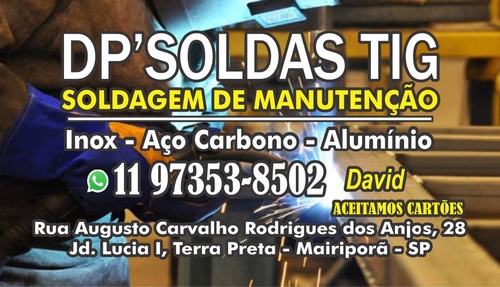 DP'SOLDAS TIG
SOLDAGEM DE MANUTENÇÃO
Inox - Aço Carbono - Alumínio
11 97353-8502 David
ACEITAMOS CARTÕES
Rua Augusto Carvalho Rodrigues dos Anjos, 28
Jd. Lucia I, Terra Preta - Mairiporã - SP